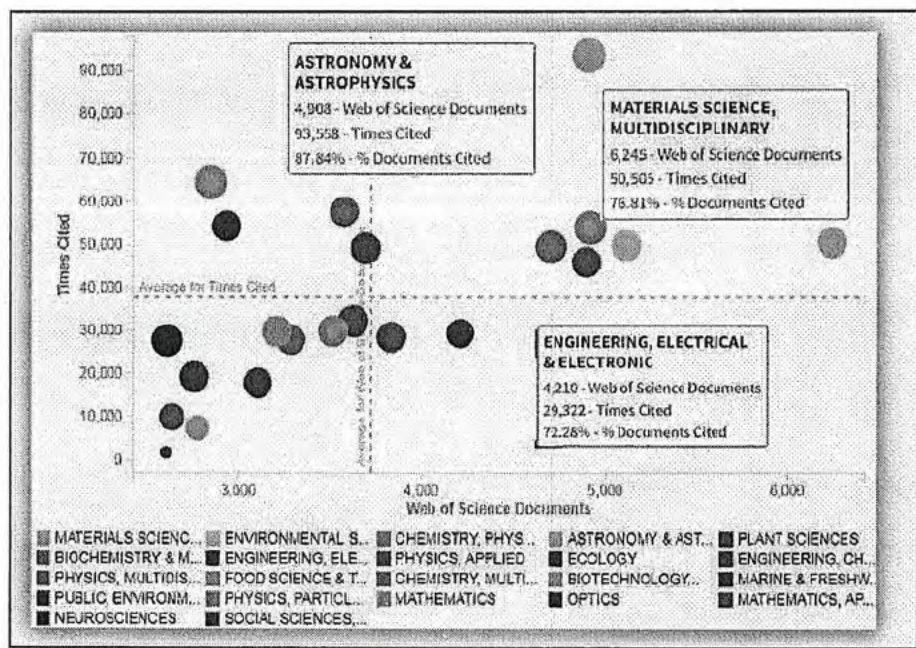 90,000
80,000
70,000
60,000
50,000
40,000
30,000
20,000
10,000
0
Times Cited
ASTRONOMY &
ASTROPHYSICS
4,908 - Web of Science Documents
93,558 - Times Cited
87.84% - % Documents Cited
MATERIALS SCIENCE,
MULTIDISCIPLINARY
6,245 - Web of Science Documents
50,505 - Times Cited
76.81% - % Documents Cited
Average for Times Cited
Average for Web of S
ENGINEERING, ELECTRICAL
& ELECTRONIC
4,210 - Web of Science Documents
29,322 - Times Cited
72.28% - % Documents Cited
3,000 4,000 5,000 6,000
Web of Science Documents
MATERIALS SCIENC... ENVIRONMENTAL S... CHEMISTRY, PHYS... ASTRONOMY & AST... PLANT SCIENCES
BIOCHEMISTRY & M... ENGINEERING, ELE... PHYSICS, APPLIED ECOLOGY ENGINEERING, CH...
PHYSICS, MULTIDIS... FOOD SCIENCE & T... CHEMISTRY, MULTI... BIOTECHNOLOGY... MARINE & FRESHW...
PUBLIC, ENVIRONM... PHYSICS, PARTICL... MATHEMATICS OPTICS MATHEMATICS, AP...
NEUROSCIENCES SOCIAL SCIENCES,...